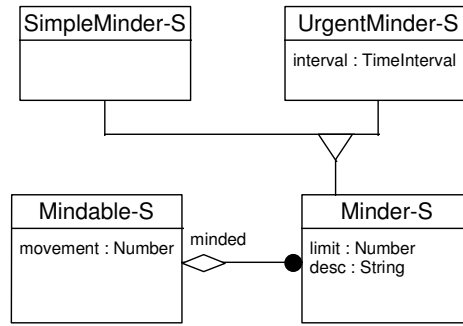 SimpleMinder-S
UrgentMinder-S
interval : TimeInterval
Mindable-S
movement : Number
minded
Minder-S
limit : Number
desc : String